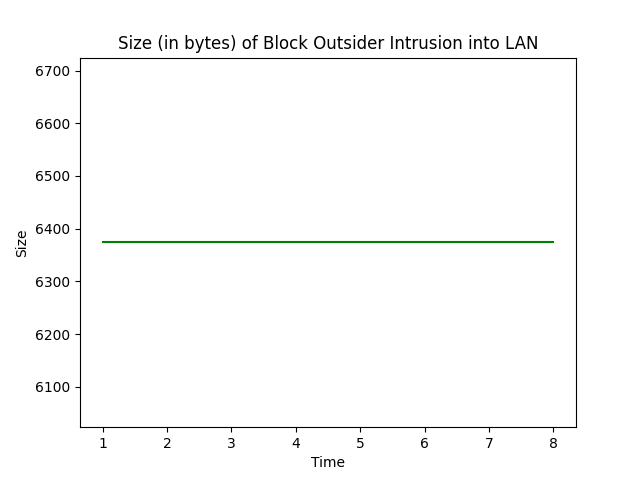 Size (in bytes) of Block Outsider Intrusion into LAN
6700
6600
6500
6400
6300
6200
6100
Size
1 2 3 4 5 6 7 8
Time